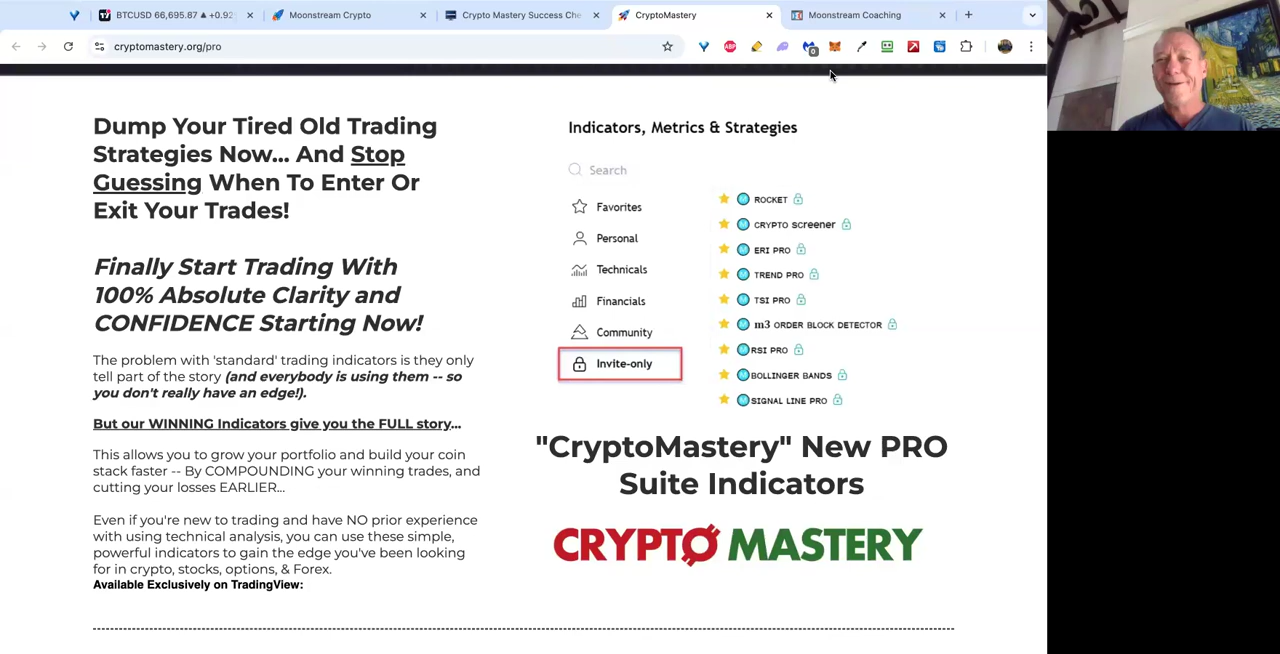 BTCUSD 66,695.87 ▲ +0.92
Moonstream Crypto
Crypto Mastery Success Che
CryptoMastery
Moonstream Coaching
cryptomastery.org/pro
ABP
0
Dump Your Tired Old Trading
Strategies Now... And Stop
Guessing When To Enter Or
Exit Your Trades!
Finally Start Trading With
100% Absolute Clarity and
CONFIDENCE Starting Now!
The problem with 'standard' trading indicators is they only
tell part of the story (and everybody is using them -- so
you don't really have an edge!).
But our WINNING Indicators give you the FULL story...
This allows you to grow your portfolio and build your coin
stack faster -- By COMPOUNDING your winning trades, and
cutting your losses EARLIER...
Even if you're new to trading and have NO prior experience
with using technical analysis, you can use these simple,
powerful indicators to gain the edge you've been looking
for in crypto, stocks, options, & Forex.
Available Exclusively on TradingView:
Indicators, Metrics & Strategies
Search
Favorites
Personal
Technicals
Financials
Community
Invite-only
ROCKET
CRYPTO screener
ERI PRO
TREND PRO
TSI PRO
m3 ORDER BLOCK DETECTOR
RSI PRO
BOLLINGER BANDS
SIGNAL LINE PRO
"CryptoMastery" New PRO
Suite Indicators
CRYPTO MASTERY